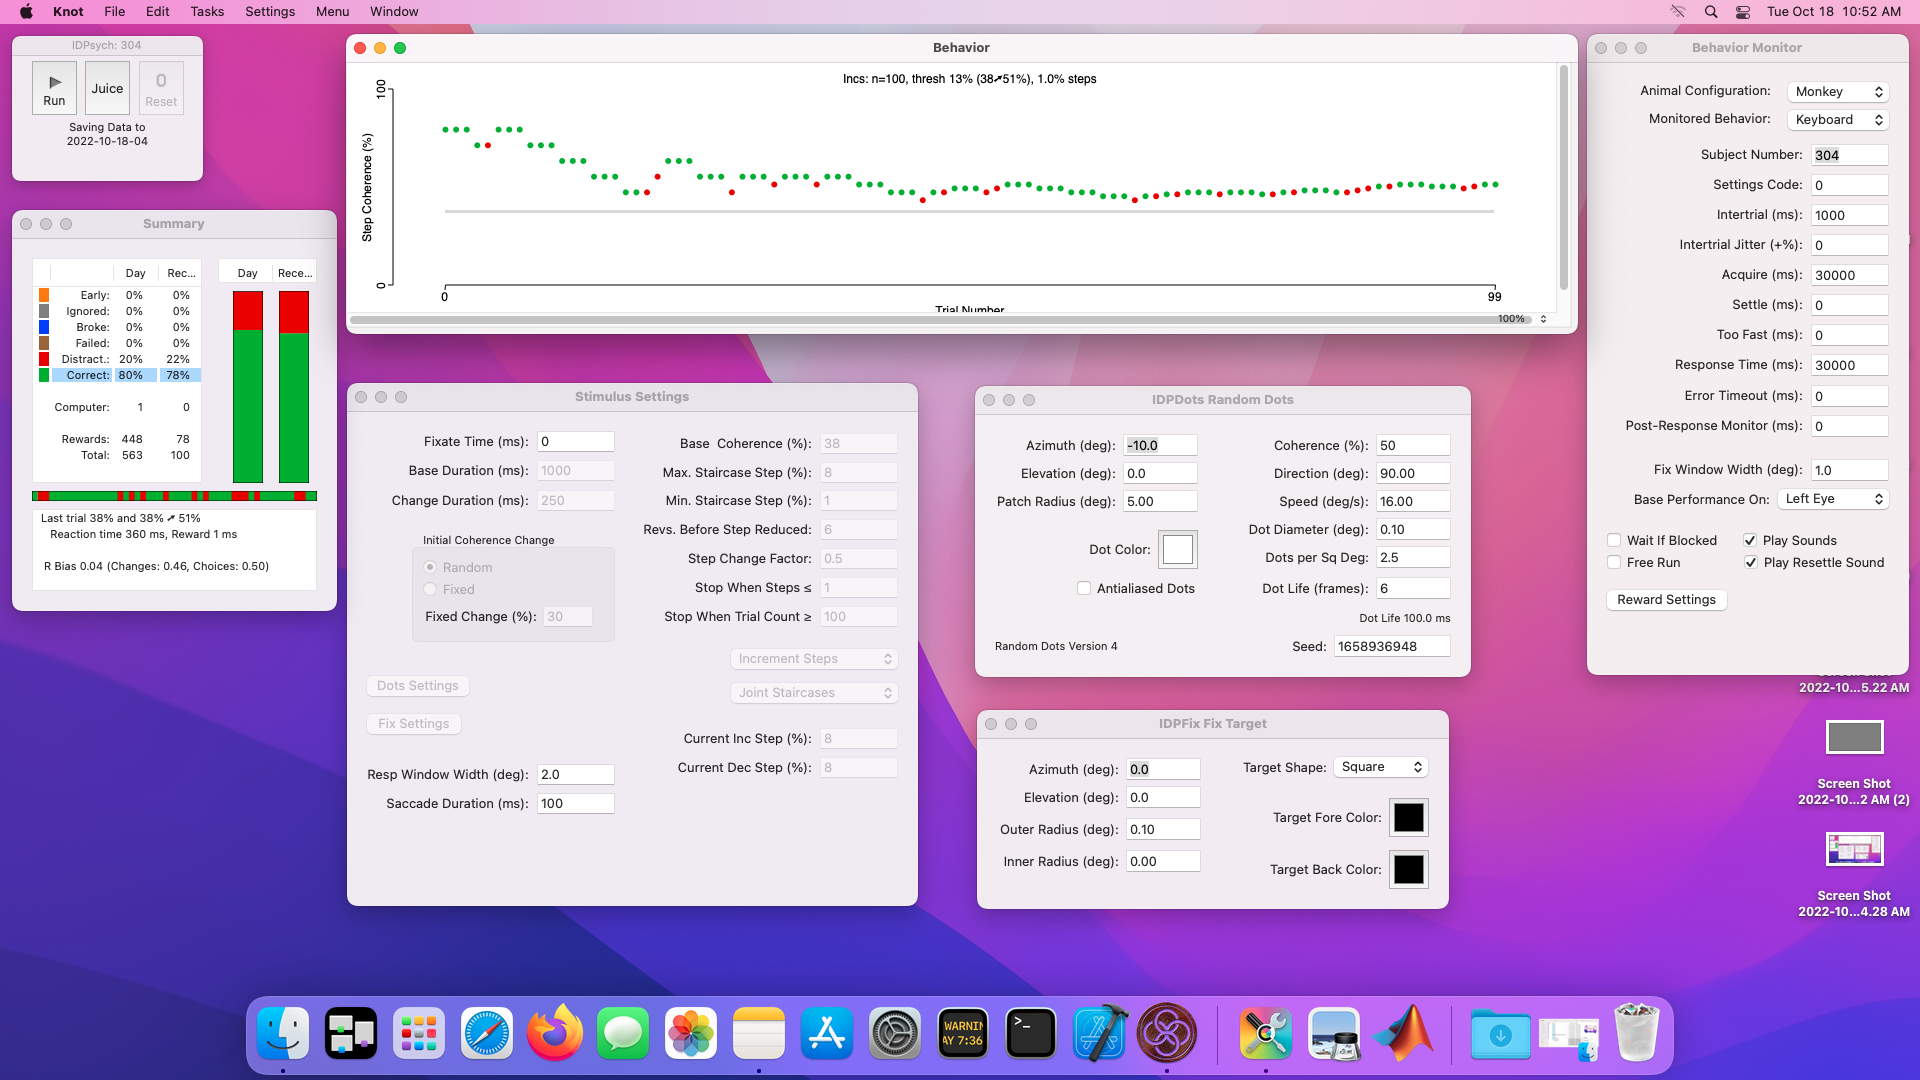 Knot File Edit Tasks Settings Menu Window
Tue Oct 18 10:52 AM
IDPsych: 304
Run
Juice
0
Reset
Saving Data to
2022-10-18-04
Summary
Day Rec...
Early: 0% 0%
Ignored: 0% 0%
Broke: 0% 0%
Failed: 0% 0%
Distract.: 20% 22%
Correct: 80% 78%
Computer: 1 0
Rewards: 448 78
Total: 563 100
Day Rece...
Last trial 38% and 38% ➚ 51%
Reaction time 360 ms, Reward 1 ms
R Bias 0.04 (Changes: 0.46, Choices: 0.50)
Behavior
Incs: n=100, thresh 13% (38➚51%), 1.0% steps
Step Coherence (%)
100
0
0
99
Trial Number
100%
Stimulus Settings
Fixate Time (ms): 0
Base Duration (ms): 1000
Change Duration (ms): 250
Initial Coherence Change
Random
Fixed
Fixed Change (%): 30
Dots Settings
Fix Settings
Resp Window Width (deg): 2.0
Saccade Duration (ms): 100
Base Coherence (%): 38
Max. Staircase Step (%): 8
Min. Staircase Step (%): 1
Revs. Before Step Reduced: 6
Step Change Factor: 0.5
Stop When Steps ≤ 1
Stop When Trial Count ≥ 100
Increment Steps
Joint Staircases
Current Inc Step (%): 8
Current Dec Step (%): 8
IDPDots Random Dots
Azimuth (deg): -10.0
Elevation (deg): 0.0
Patch Radius (deg): 5.00
Dot Color:
Antialiased Dots
Random Dots Version 4
Coherence (%): 50
Direction (deg): 90.00
Speed (deg/s): 16.00
Dot Diameter (deg): 0.10
Dots per Sq Deg: 2.5
Dot Life (frames): 6
Dot Life 100.0 ms
Seed: 1658936948
IDPFix Fix Target
Azimuth (deg): 0.0
Elevation (deg): 0.0
Outer Radius (deg): 0.10
Inner Radius (deg): 0.00
Target Shape: Square
Target Fore Color:
Target Back Color:
Behavior Monitor
Animal Configuration: Monkey
Monitored Behavior: Keyboard
Subject Number: 304
Settings Code: 0
Intertrial (ms): 1000
Intertrial Jitter (+%): 0
Acquire (ms): 30000
Settle (ms): 0
Too Fast (ms): 0
Response Time (ms): 30000
Error Timeout (ms): 0
Post-Response Monitor (ms): 0
Fix Window Width (deg): 1.0
Base Performance On: Left Eye
Wait If Blocked
Play Sounds
Free Run
Play Resettle Sound
Reward Settings
2022-10...5.22 AM
Screen Shot
2022-10...2 AM (2)
Screen Shot
2022-10...4.28 AM
WARNIN
AY 7:36
>_